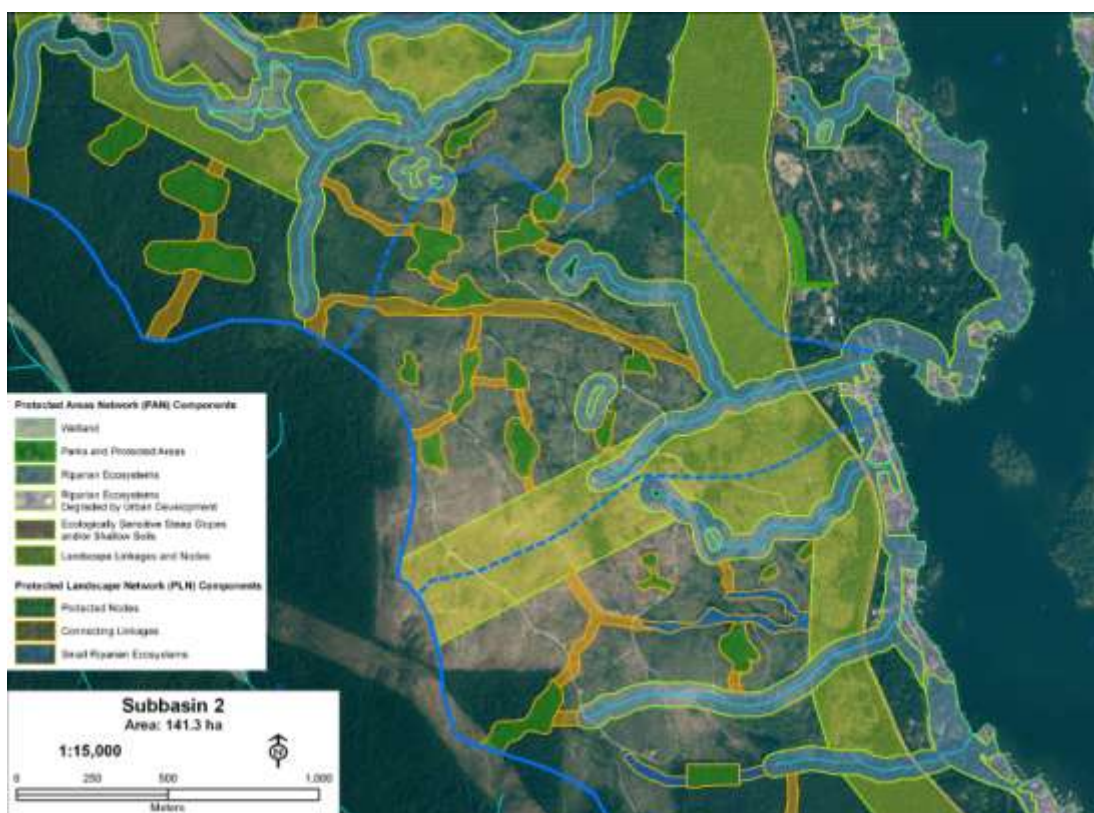 Protected Areas Network (PAN) Components
Wetland
Parks and Protected Areas
Riparian Ecosystems
Riparian Ecosystems
Degraded by Urban Development
Ecologically Sensitive Steep Slopes
and/or Shallow Soils
Landscape Linkages and Nodes
Protected Landscape Network (PLN) Components
Protected Nodes
Connecting Linkages
Small Riparian Ecosystems
Subbasin 2
Area: 141.3 ha
1:15,000
N
0 250 500 1,000
Meters